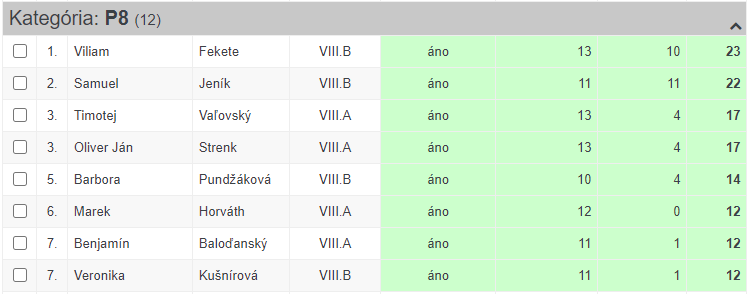 Kategória: P8 (12)
1. Viliam Fekete VIII.B áno 13 10 23
2. Samuel Jeník VIII.B áno 11 11 22
3. Timotej Vaľovský VIII.A áno 13 4 17
3. Oliver Ján Strenk VIII.A áno 13 4 17
5. Barbora Pundžáková VIII.B áno 10 4 14
6. Marek Horváth VIII.A áno 12 0 12
7. Benjamín Baloďanský VIII.A áno 11 1 12
7. Veronika Kušnírová VIII.B áno 11 1 12